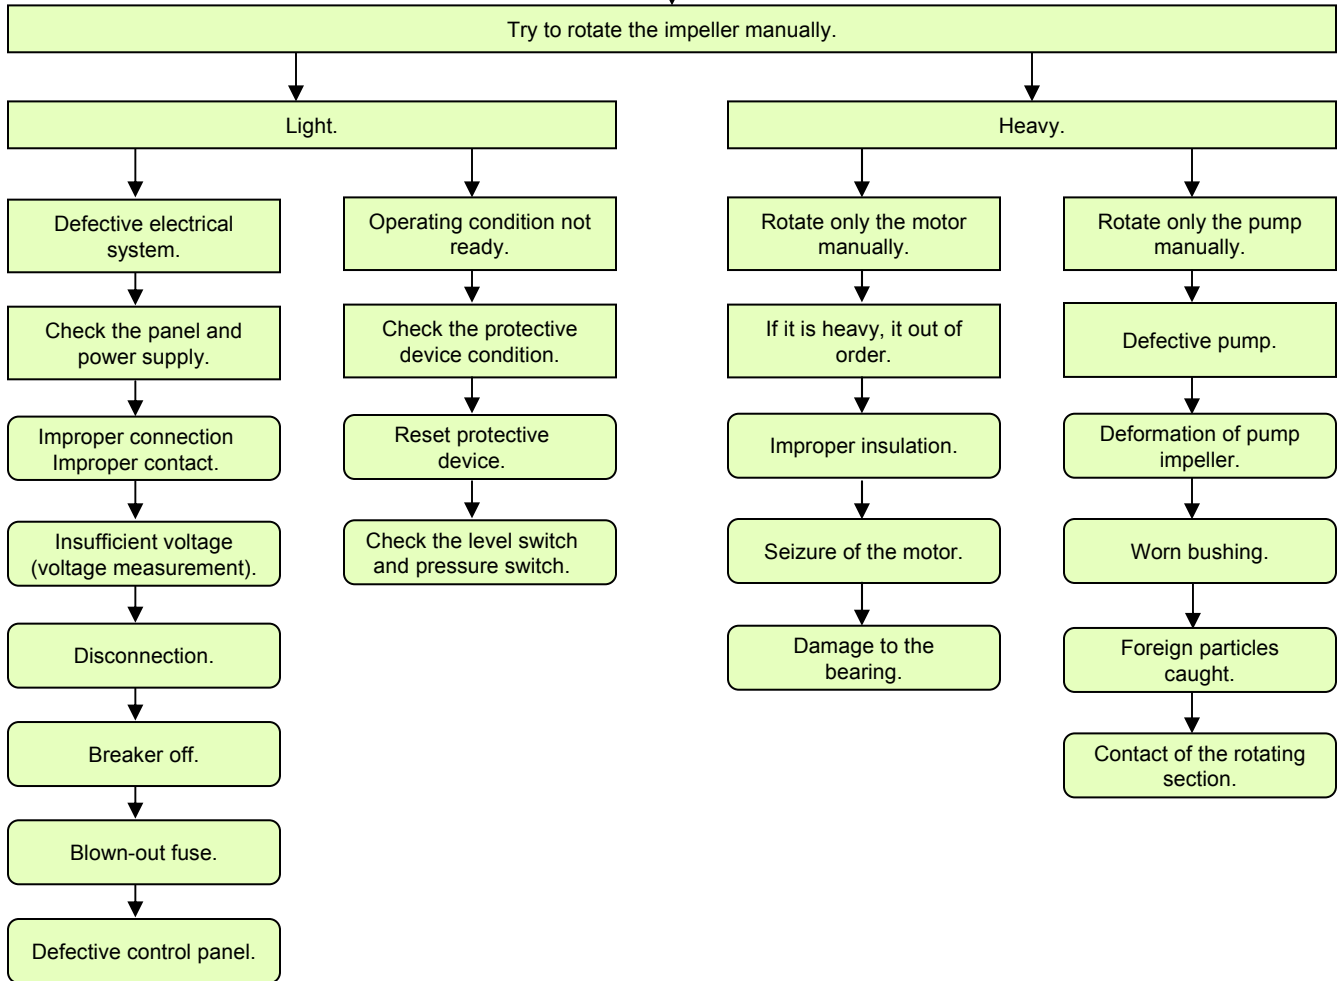 Try to rotate the impeller manually.
Light.
Heavy.
Defective electrical
system.
Operating condition not
ready.
Rotate only the motor
manually.
Rotate only the pump
manually.
Check the panel and
power supply.
Check the protective
device condition.
If it is heavy, it out of
order.
Defective pump.
Improper connection
Improper contact.
Reset protective
device.
Improper insulation.
Deformation of pump
impeller.
Insufficient voltage
(voltage measurement).
Check the level switch
and pressure switch.
Seizure of the motor.
Worn bushing.
Disconnection.
Damage to the
bearing.
Foreign particles
caught.
Breaker off.
Contact of the rotating
section.
Blown-out fuse.
Defective control panel.